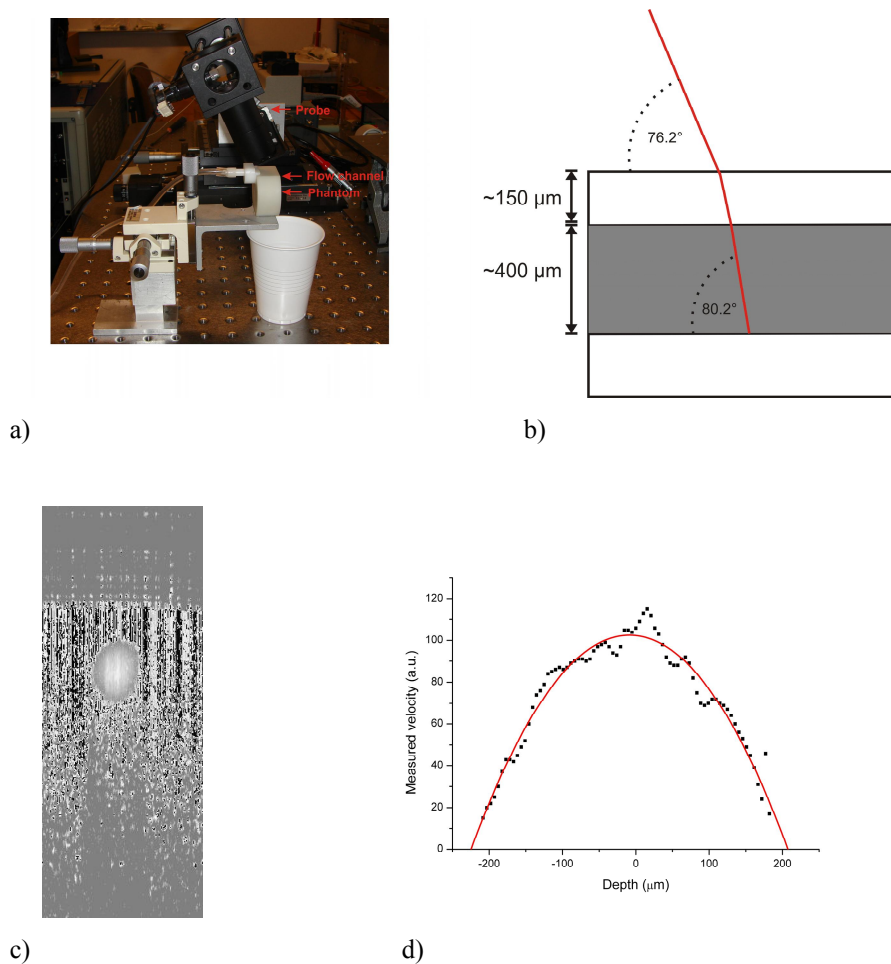 Probe
Flow channel
Phantom
a)
76.2°
~150 µm
~400 µm
80.2°
b)
c)
Measured velocity (a.u.)
120
100
80
60
40
20
0
-200
-100
0
100
200
Depth (µm)
d)